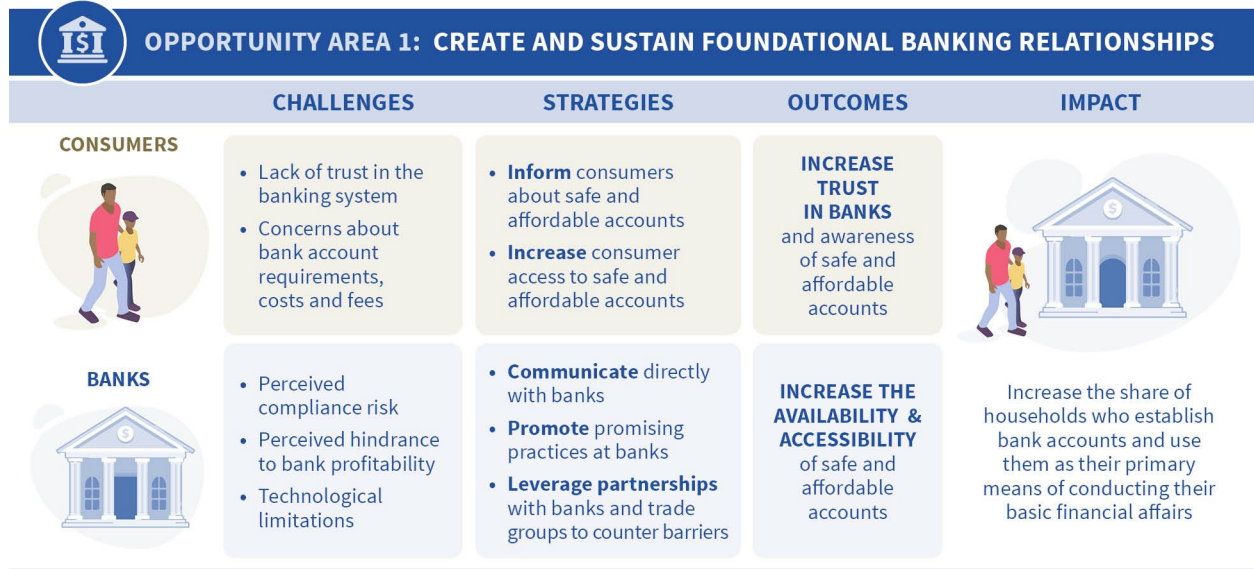 OPPORTUNITY AREA 1: CREATE AND SUSTAIN FOUNDATIONAL BANKING RELATIONSHIPS
CHALLENGES
STRATEGIES
OUTCOMES
IMPACT
CONSUMERS
• Lack of trust in the
banking system
• Concerns about
bank account
requirements,
costs and fees
• Inform consumers
about safe and
affordable accounts
• Increase consumer
access to safe and
affordable accounts
INCREASE
TRUST
IN BANKS
and awareness
of safe and
affordable
accounts
BANKS
• Perceived
compliance risk
• Perceived hindrance
to bank profitability
• Technological
limitations
• Communicate directly
with banks
• Promote promising
practices at banks
• Leverage partnerships
with banks and trade
groups to counter barriers
INCREASE THE
AVAILABILITY &
ACCESSIBILITY
of safe and
affordable
accounts
Increase the share of
households who establish
bank accounts and use
them as their primary
means of conducting their
basic financial affairs